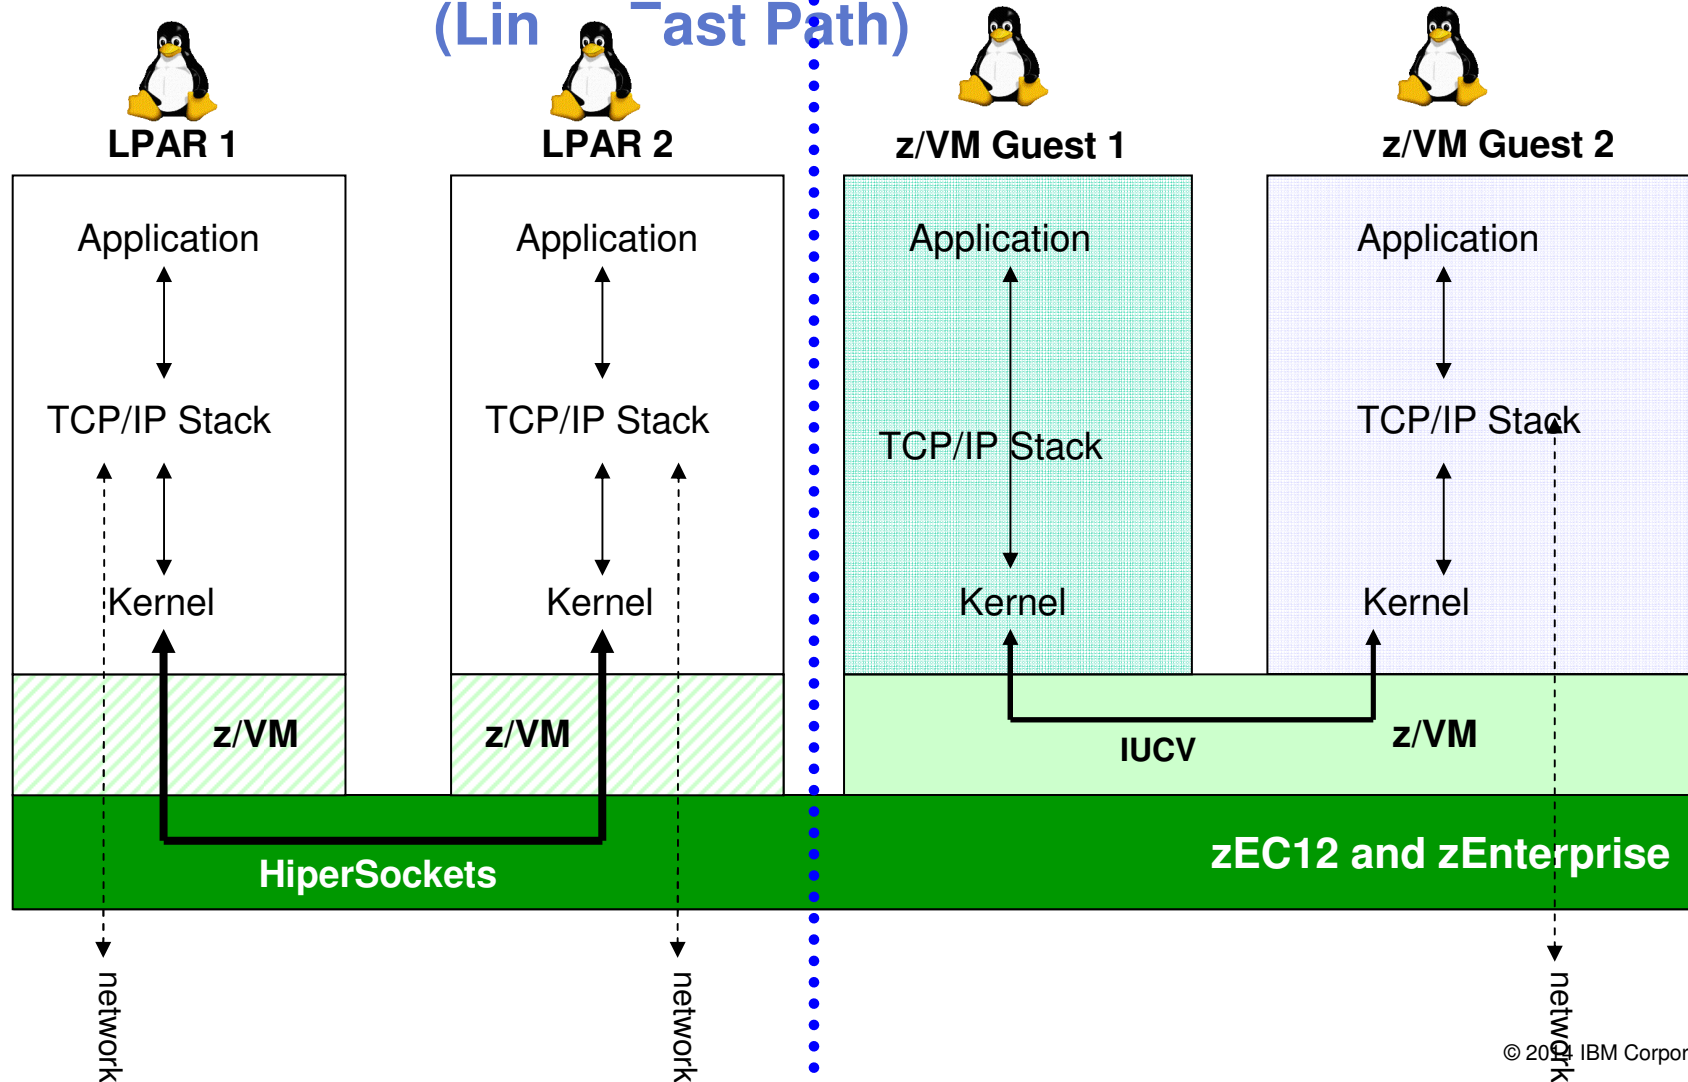 (Lin ast Path)
LPAR 1
LPAR 2
z/VM Guest 1
z/VM Guest 2
Application
Application
Application
Application
TCP/IP Stack
TCP/IP Stack
TCP/IP Stack
TCP/IP Stack
Kernel
Kernel
Kernel
Kernel
z/VM
z/VM
IUCV
z/VM
HiperSockets
zEC12 and zEnterprise
network
network
network
© 2014 IBM Corpor